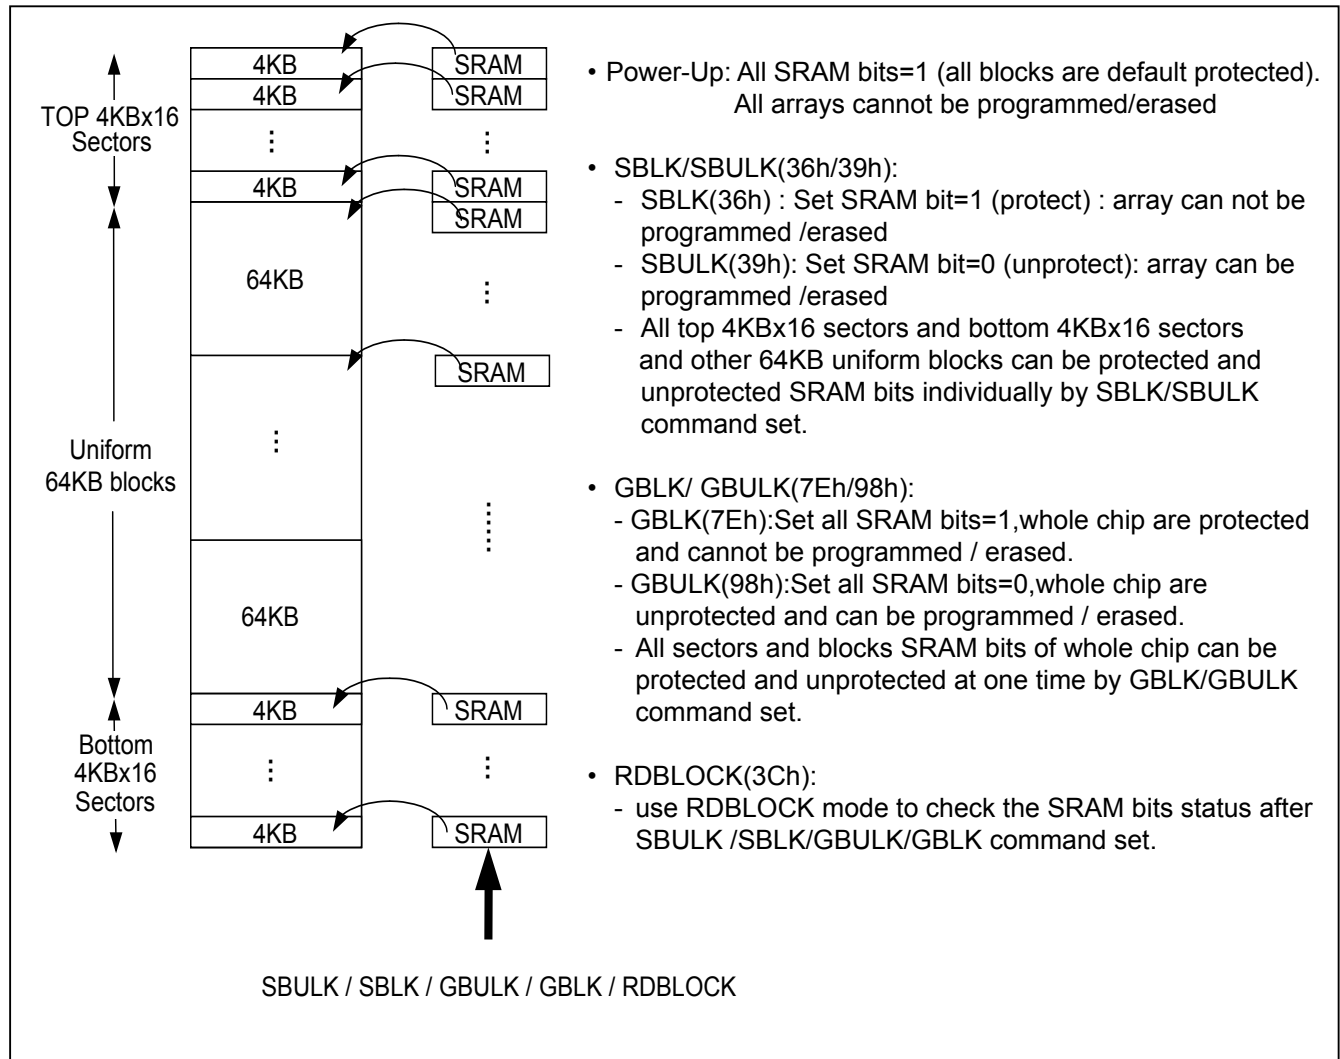 4KB
SRAM
4KB
SRAM
TOP 4KBx16
Sectors
4KB
SRAM
SRAM
64KB
SRAM
Uniform
64KB blocks
64KB
4KB
SRAM
Bottom
4KBx16
Sectors
4KB
SRAM
SBULK / SBLK / GBULK / GBLK / RDBLOCK
• Power-Up: All SRAM bits=1 (all blocks are default protected).
All arrays cannot be programmed/erased
• SBLK/SBULK(36h/39h):
- SBLK(36h) : Set SRAM bit=1 (protect) : array can not be
programmed /erased
- SBULK(39h): Set SRAM bit=0 (unprotect): array can be
programmed /erased
- All top 4KBx16 sectors and bottom 4KBx16 sectors
and other 64KB uniform blocks can be protected and
unprotected SRAM bits individually by SBLK/SBULK
command set.
• GBLK/ GBULK(7Eh/98h):
- GBLK(7Eh):Set all SRAM bits=1,whole chip are protected
and cannot be programmed / erased.
- GBULK(98h):Set all SRAM bits=0,whole chip are
unprotected and can be programmed / erased.
- All sectors and blocks SRAM bits of whole chip can be
protected and unprotected at one time by GBLK/GBULK
command set.
• RDBLOCK(3Ch):
- use RDBLOCK mode to check the SRAM bits status after
SBULK /SBLK/GBULK/GBLK command set.